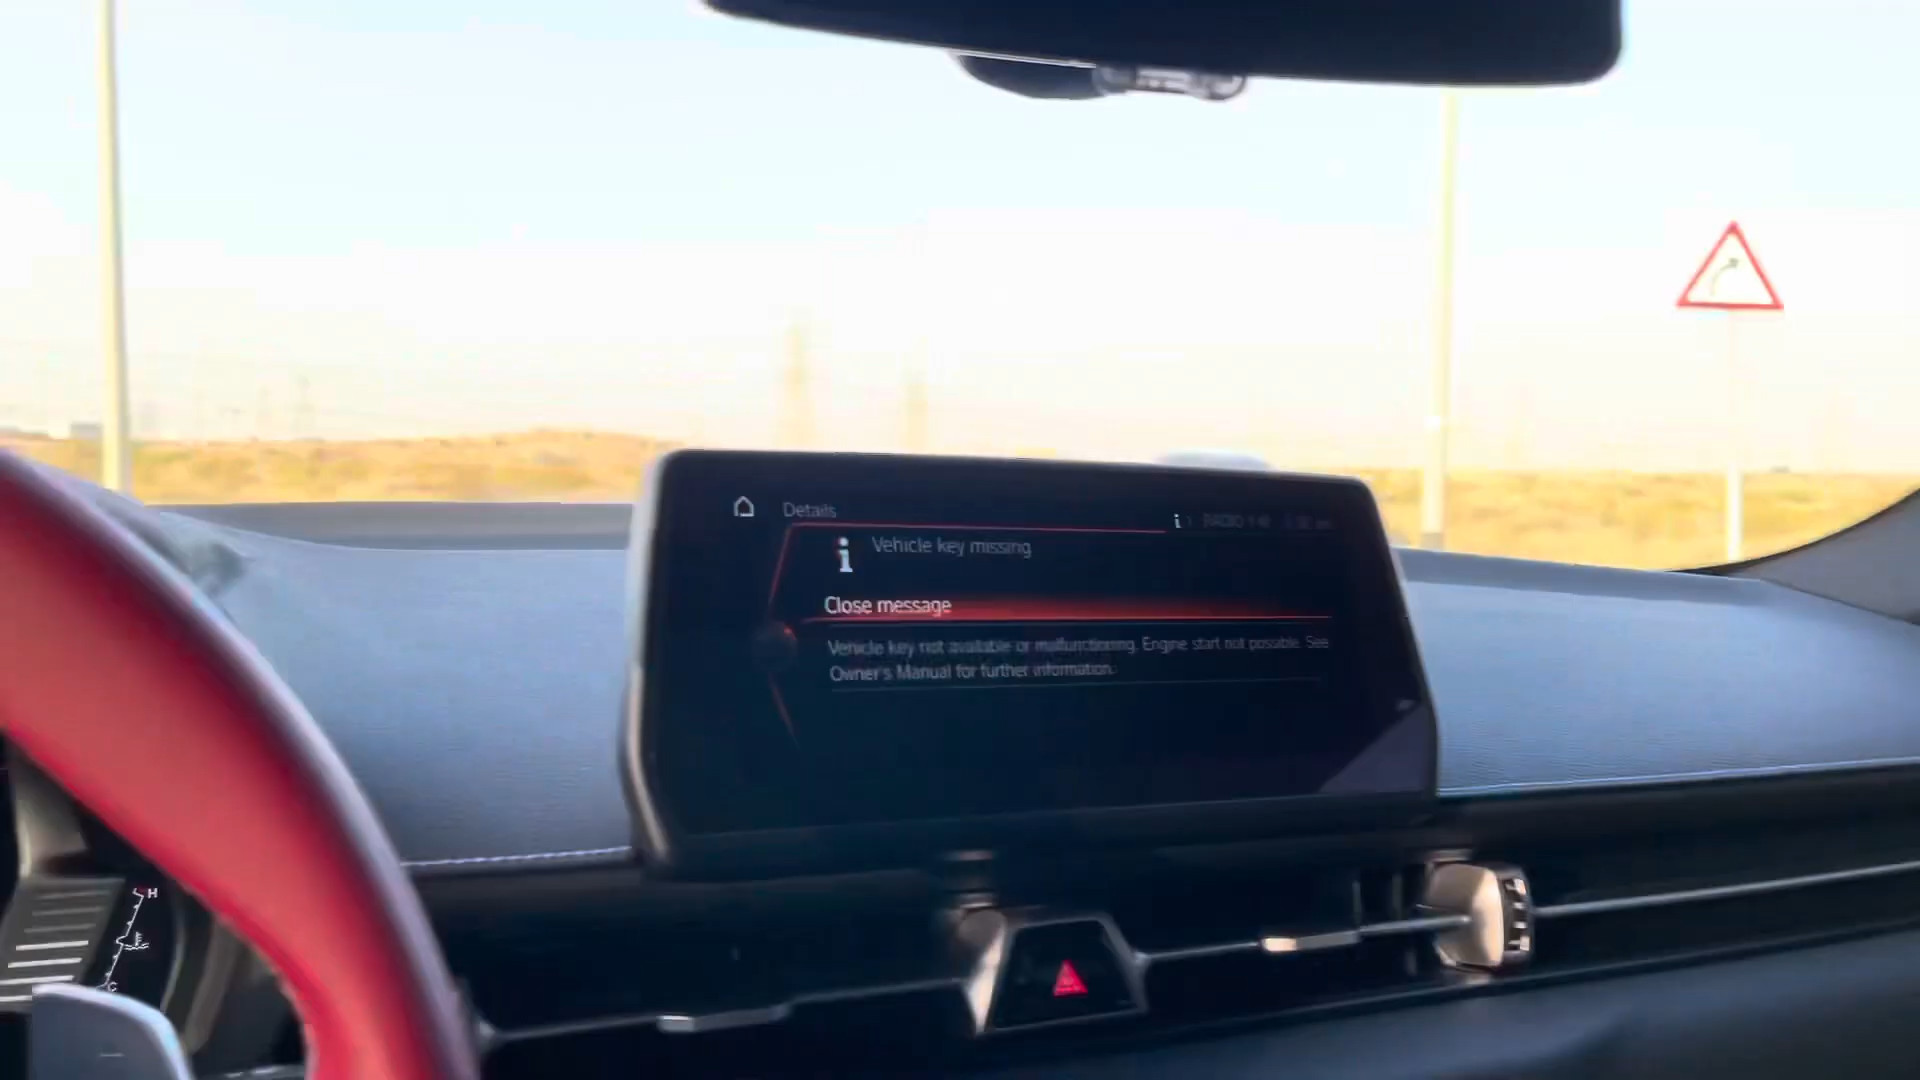 Details
i
Vehicle key missing
Close message
Vehicle key not available or malfunctioning. Engine start not possible. See
Owner's Manual for further information.
H
C